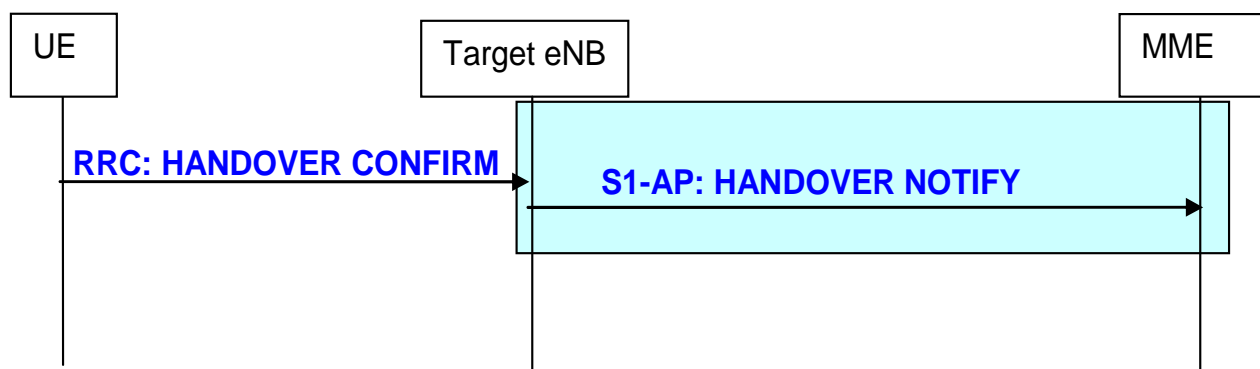 UE
Target eNB
MME
RRC: HANDOVER CONFIRM
S1-AP: HANDOVER NOTIFY